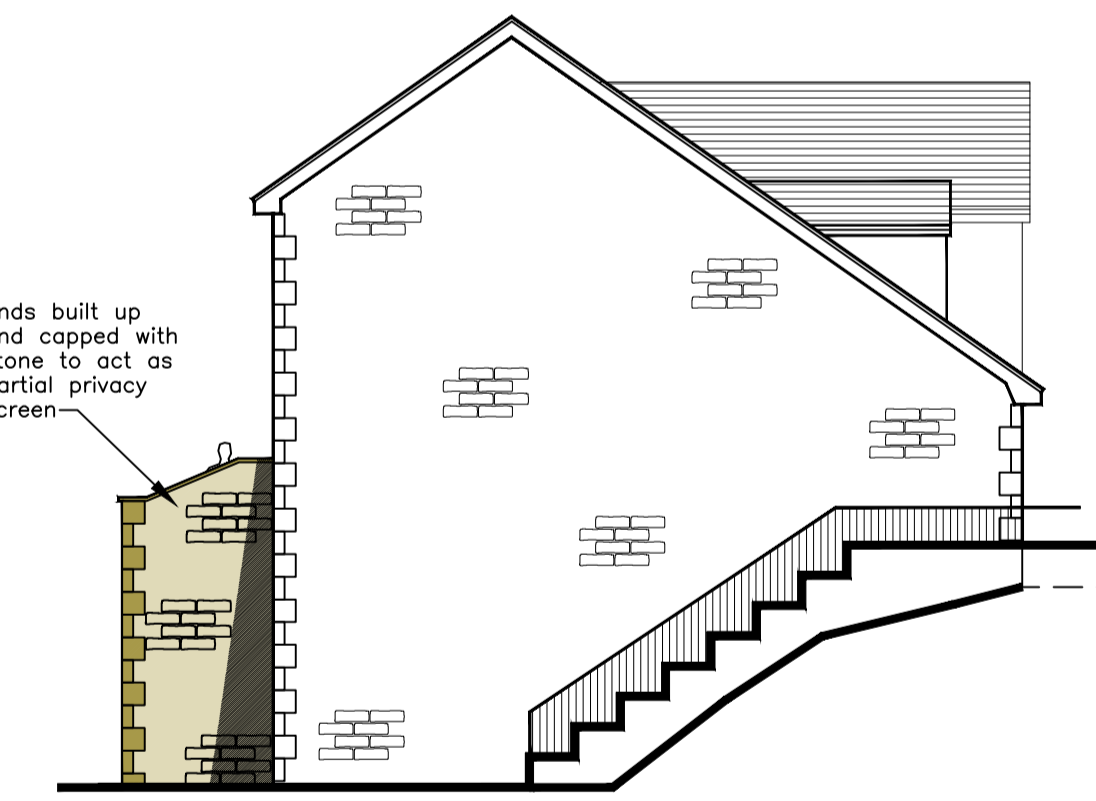 nds built up
nd capped with
tone to act as
artial privacy
creen